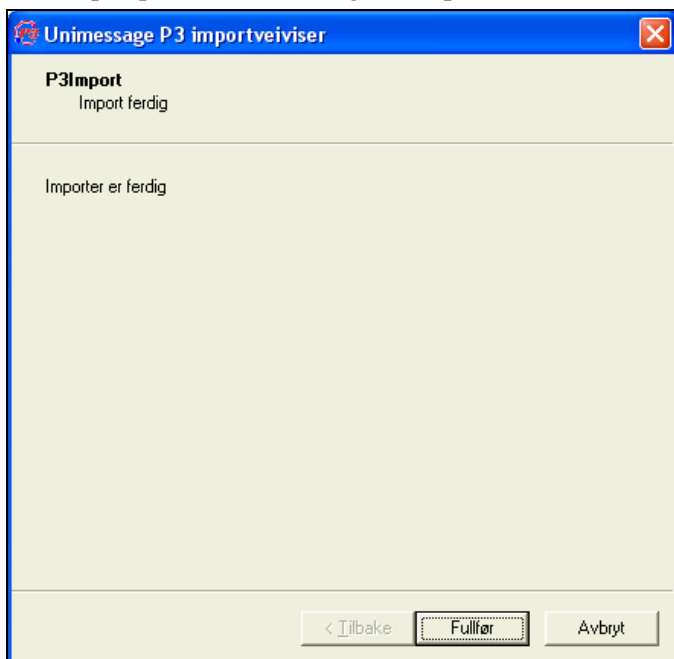 Unimessage P3 importveiviser
P3Import
Import ferdig
Importer er ferdig
< Tilbake
Fullfør
Avbryt